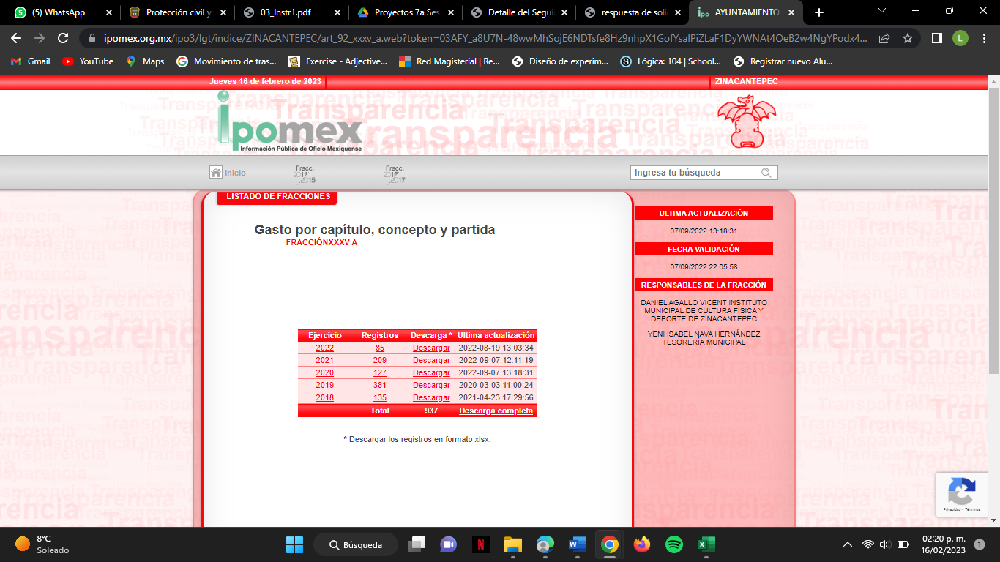 (5) WhatsApp
Protección civil y
03_Instr1.pdf
Proyectos 7a Ses
Detalle del Segui
respuesta de soli
AYUNTAMIENTO
ipomex.org.mx/ipo3/lgt/indice/ZINACANTEPEC/art_92_xxxv_a.web?token=03AFY_a8U7N-48wwMhSojE6NDTsfe8Hz9nhpX1GofYsaIPiZLaF1DyYWNAt4OeB2w4NgYPodx4...
L
Gmail
YouTube
Maps
Movimiento de tras...
Exercise - Adjective...
Red Magisterial | Re...
Diseño de experim...
Lógica: 104 | School...
Registrar nuevo Alu...
Jueves 16 de febrero de 2023
ZINACANTEPEC
ipomex
Información Pública de Oficio Mexiquense
Transparencia
Inicio
Fracc.
2015
Fracc.
2017
Ingresa tu búsqueda
LISTADO DE FRACCIONES
Gasto por capítulo, concepto y partida
FRACCIÓNXXXV A
Ejercicio Registros Descarga * Ultima actualización
2022 85 Descargar 2022-08-19 13:03:34
2021 209 Descargar 2022-09-07 12:11:19
2020 127 Descargar 2022-09-07 13:18:31
2019 381 Descargar 2020-03-03 11:00:24
2018 135 Descargar 2021-04-23 17:29:56
Total 937 Descarga completa
* Descargar los registros en formato xlsx.
ULTIMA ACTUALIZACIÓN
07/09/2022 13:18:31
FECHA VALIDACIÓN
07/09/2022 22:05:58
RESPONSABLES DE LA FRACCIÓN
DANIEL AGALLO VICENT INSTITUTO
MUNICIPAL DE CULTURA FÍSICA Y
DEPORTE DE ZINACANTEPEC
YENI ISABEL NAVA HERNÁNDEZ
TESORERÍA MUNICIPAL
Privacidad - Términos
8°C
Soleado
Búsqueda
02:20 p. m.
16/02/2023
1